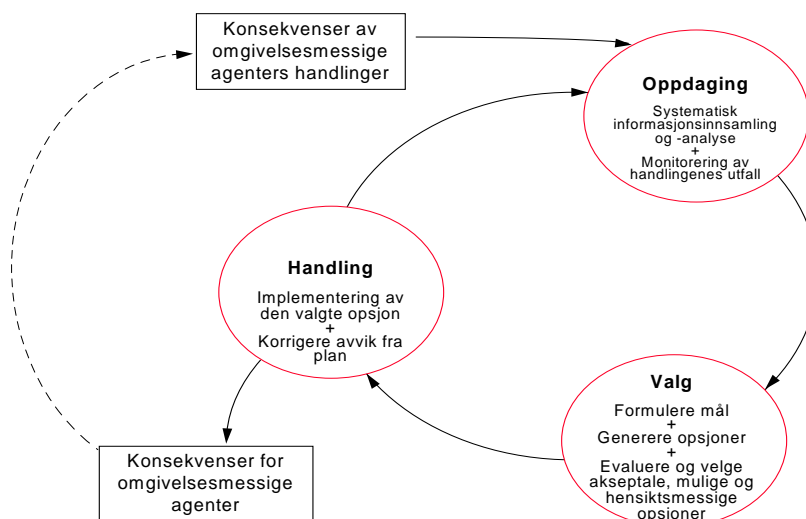 Konsekvenser av
omgivelsesmessige
agenters handlinger
Oppdaging
Systematisk
informasjonsinnsamling
og -analyse
+
Monitorering av
handlingenes utfall
Handling
Implementering av
den valgte opsjon
+
Korrigere avvik fra
plan
Valg
Formulere mål
+
Generere opsjoner
+
Evaluere og velge
akseptale, mulige og
hensiktsmessige
opsjoner
Konsekvenser for
omgivelsesmessige
agenter